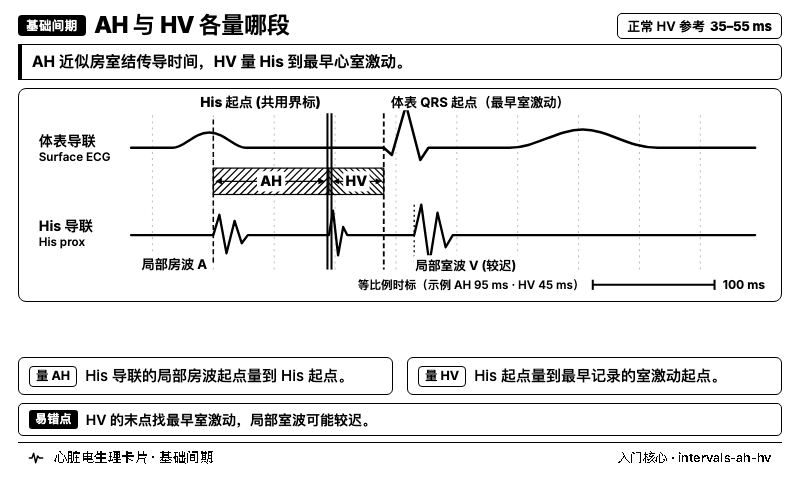 基础间期 AH 与 HV 各量哪段
正常 HV 参考 35–55 ms
AH 近似房室结传导时间，HV 量 His 到最早心室激动。
His 起点 (共用界标)
体表 QRS 起点（最早室激动）
体表导联
Surface ECG
AH
HV
His 导联
His prox
局部房波 A
局部室波 V (较迟)
等比例时标（示例 AH 95 ms · HV 45 ms）
100 ms
量 AH His 导联的局部房波起点量到 His 起点。
量 HV His 起点量到最早记录的室激动起点。
易错点 HV 的末点找最早室激动，局部室波可能较迟。
心脏电生理卡片 · 基础间期
入门核心 · intervals-ah-hv